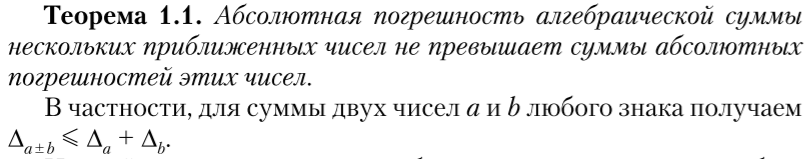 Теорема 1.1. Абсолютная погрешность алгебраической суммы
нескольких приближенных чисел не превышает суммы абсолютных
погрешностей этих чисел.
В частности, для суммы двух чисел a и b любого знака получаем
Δₐ ± b ⩽ Δₐ + Δb.